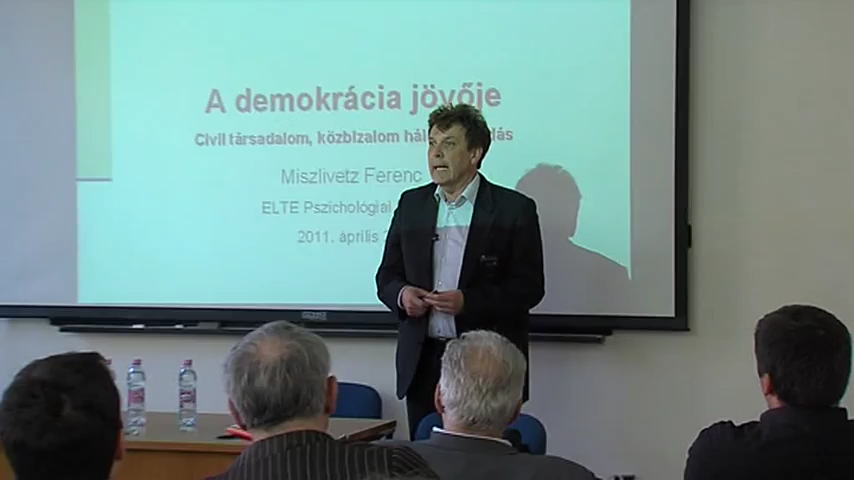 A demokrácia jövője
Civil társadalom, közbizalom
Miszlivetz Ferenc
ELTE Pszichológiai
2011. április